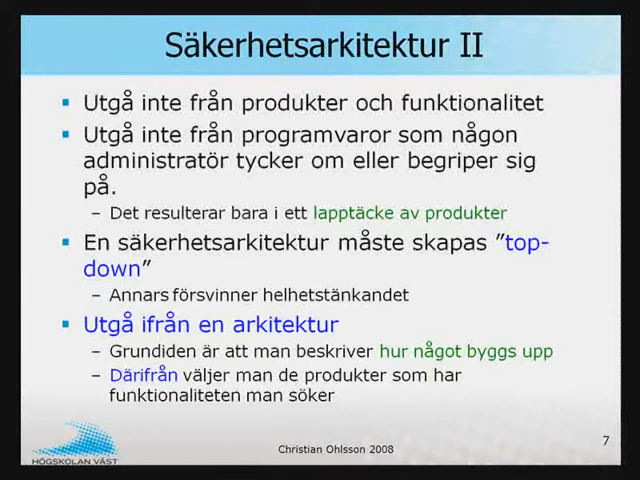 Säkerhetsarkitektur II
▪ Utgå inte från produkter och funktionalitet
▪ Utgå inte från programvaror som någon
administratör tycker om eller begriper sig
på.
– Det resulterar bara i ett lapptäcke av produkter
▪ En säkerhetsarkitektur måste skapas ”top-
down”
– Annars försvinner helhetstänkandet
▪ Utgå ifrån en arkitektur
– Grundiden är att man beskriver hur något byggs upp
– Därifrån väljer man de produkter som har
funktionaliteten man söker
HÖGSKOLAN VÄST
Christian Ohlsson 2008
7